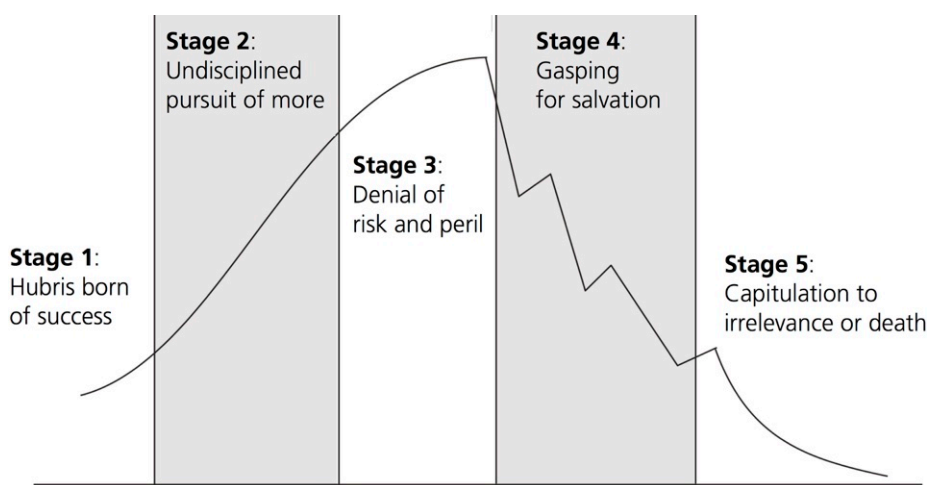 Stage 1:
Hubris born
of success
Stage 2:
Undisciplined
pursuit of more
Stage 3:
Denial of
risk and peril
Stage 4:
Gasping
for salvation
Stage 5:
Capitulation to
irrelevance or death